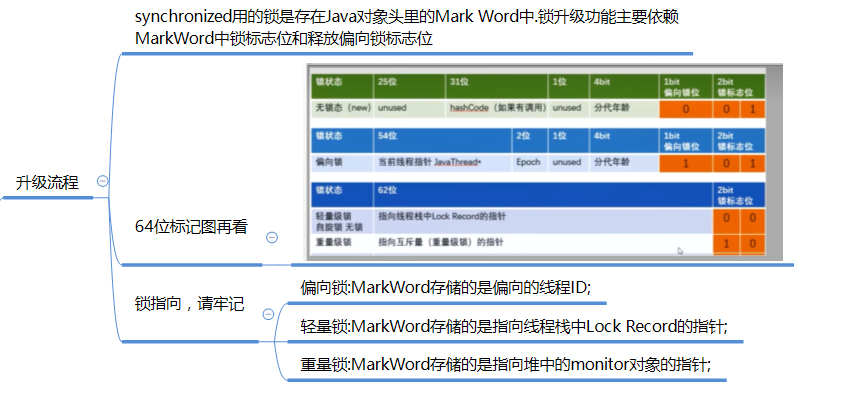 synchronized用的锁是存在Java对象头里的Mark Word中.锁升级功能主要依赖
MarkWord中锁标志位和释放偏向锁标志位
升级流程
64位标记图再看
锁状态 25位 31位 1位 4bit 1bit 2bit
偏向锁位 锁标志位
无锁态（new） unused hashCode（如果有调用） unused 分代年龄 0 0 1
锁状态 54位 2位 1位 4bit 1bit 2bit
偏向锁位 锁标志位
偏向锁 当前线程指针 JavaThread* Epoch unused 分代年龄 1 0 1
锁状态 62位 2bit
锁标志位
轻量级锁 指向线程栈中Lock Record的指针 0 0
自旋锁 无锁
重量级锁 指向互斥量（重量级锁）的指针 1 0
锁指向，请牢记
偏向锁:MarkWord存储的是偏向的线程ID;
轻量锁:MarkWord存储的是指向线程栈中Lock Record的指针;
重量锁:MarkWord存储的是指向堆中的monitor对象的指针;